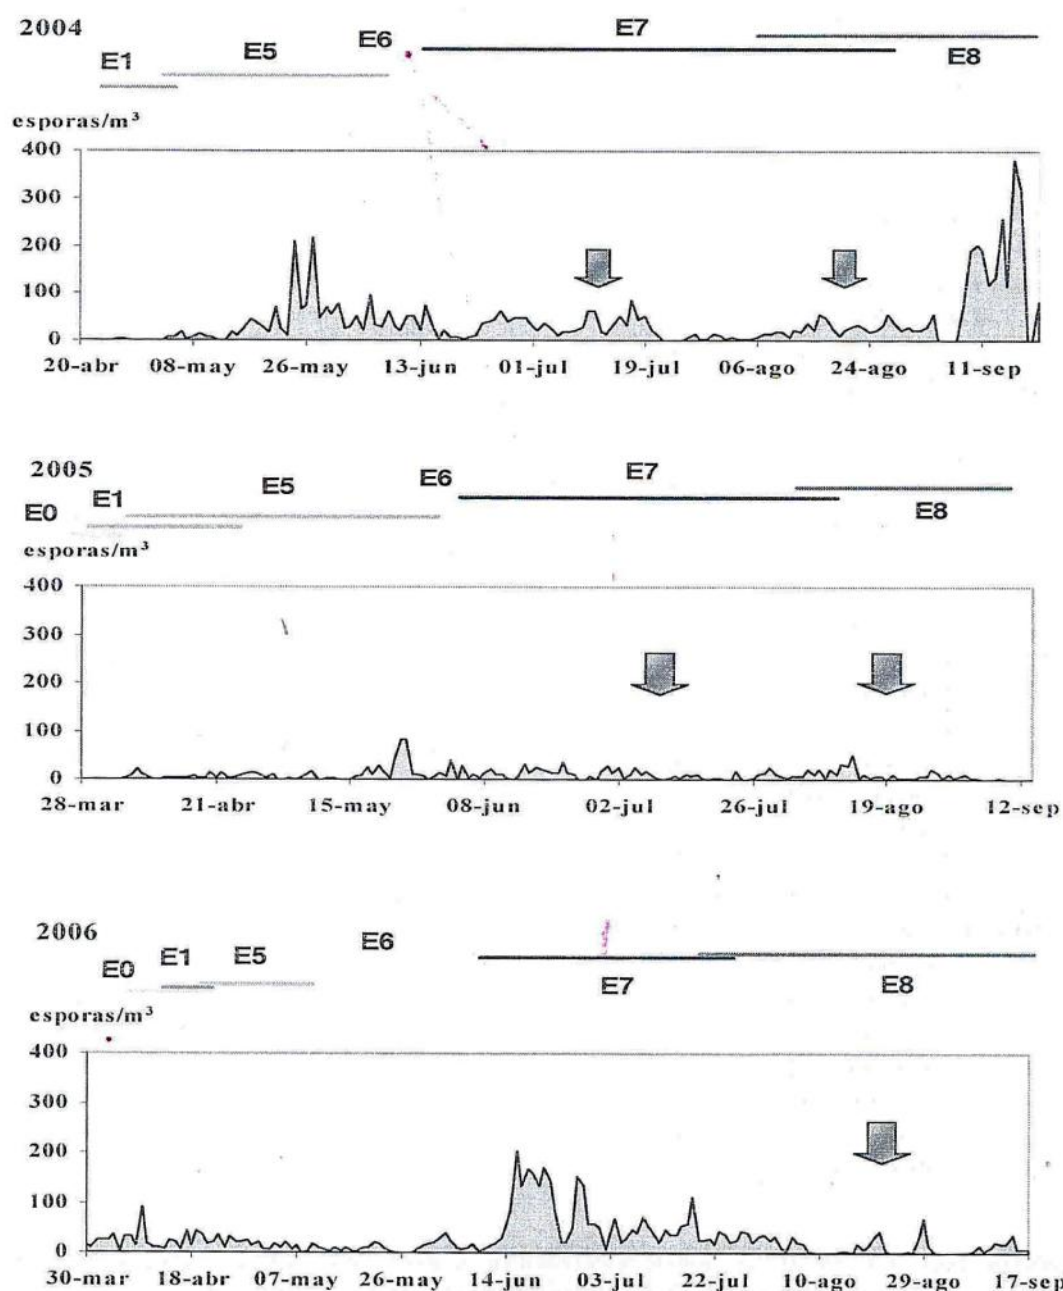 2004
E1 E5 E6 E7 E8
esporas/m³
400
300
200
100
0
20-abr 08-may 26-may 13-jun 01-jul 19-jul 06-ago 24-ago 11-sep
2005
E0 E1 E5 E6 E7 E8
esporas/m³
400
300
200
100
0
28-mar 21-abr 15-may 08-jun 02-jul 26-jul 19-ago 12-sep
2006
E0 E1 E5 E6 E7 E8
esporas/m³
400
300
200
100
0
30-mar 18-abr 07-may 26-may 14-jun 03-jul 22-jul 10-ago 29-ago 17-sep